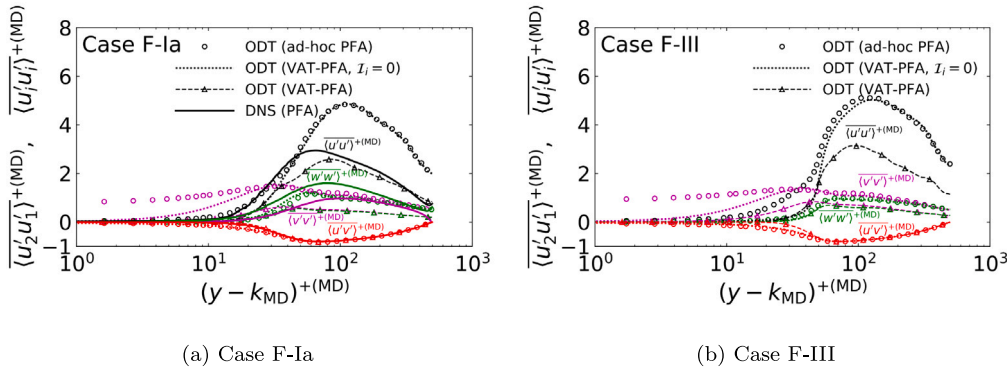 Case F-Ia
ODT (ad-hoc PFA)
ODT (VAT-PFA, 𝓘ᵢ = 0)
ODT (VAT-PFA)
DNS (PFA)
8
6
4
2
0
−1
10⁰ 10¹ 10² 10³
(y − k_MD)⁺⁽ᴹᴰ⁾
⟨u′₂u′₁⟩⁺⁽ᴹᴰ⁾, ⟨u′ᵢu′ᵢ⟩⁺⁽ᴹᴰ⁾
⟨u′u′⟩⁺⁽ᴹᴰ⁾
⟨w′w′⟩⁺⁽ᴹᴰ⁾
⟨v′v′⟩⁺⁽ᴹᴰ⁾
⟨u′v′⟩⁺⁽ᴹᴰ⁾
(a) Case F-Ia
Case F-III
ODT (ad-hoc PFA)
ODT (VAT-PFA, 𝓘ᵢ = 0)
ODT (VAT-PFA)
8
6
4
2
0
−1
10⁰ 10¹ 10² 10³
(y − k_MD)⁺⁽ᴹᴰ⁾
⟨u′₂u′₁⟩⁺⁽ᴹᴰ⁾, ⟨u′ᵢu′ᵢ⟩⁺⁽ᴹᴰ⁾
⟨u′u′⟩⁺⁽ᴹᴰ⁾
⟨v′v′⟩⁺⁽ᴹᴰ⁾
⟨w′w′⟩⁺⁽ᴹᴰ⁾
⟨u′v′⟩⁺⁽ᴹᴰ⁾
(b) Case F-III